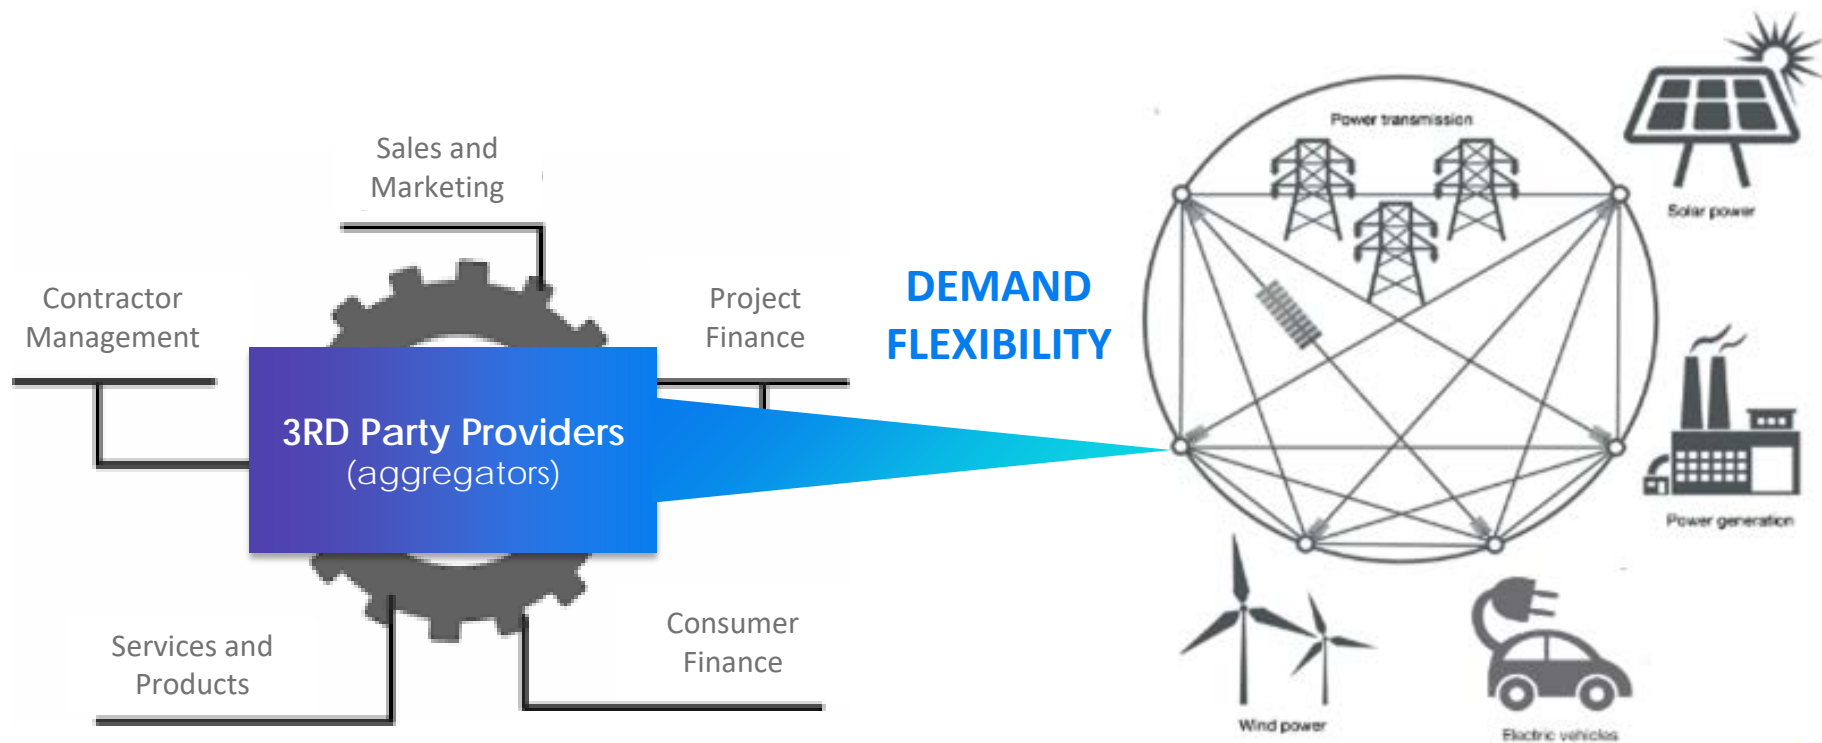 Sales and
Marketing
Contractor
Management
Project
Finance
3RD Party Providers
(aggregators)
Services and
Products
Consumer
Finance
DEMAND
FLEXIBILITY
Power transmission
Solar power
Power generation
Wind power
Electric vehicles